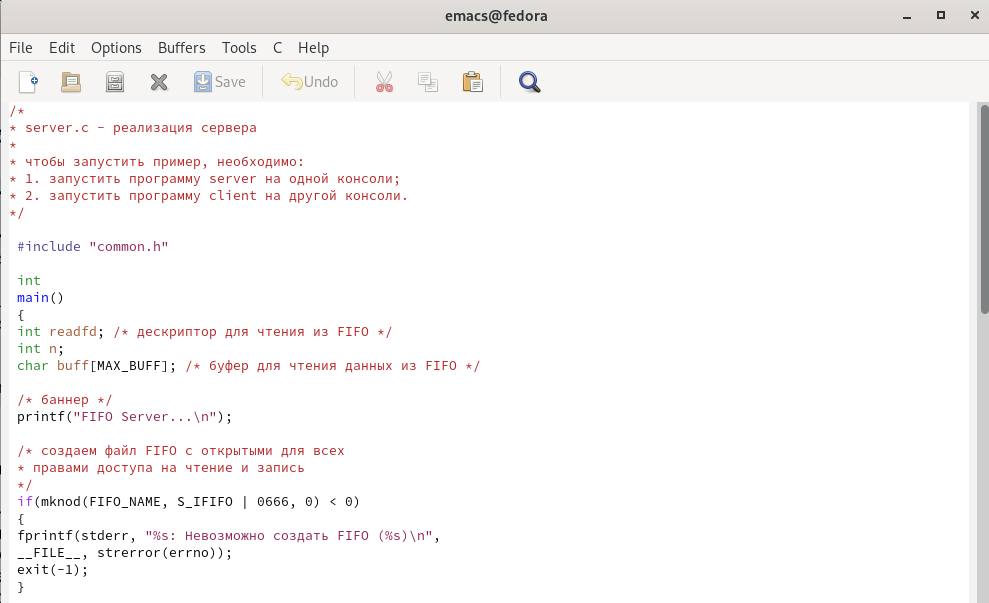 emacs@fedora
File Edit Options Buffers Tools C Help
Save Undo
/*
* server.c - реализация сервера
*
* чтобы запустить пример, необходимо:
* 1. запустить программу server на одной консоли;
* 2. запустить программу client на другой консоли.
*/
#include "common.h"
int
main()
{
int readfd; /* дескриптор для чтения из FIFO */
int n;
char buff[MAX_BUFF]; /* буфер для чтения данных из FIFO */
/* баннер */
printf("FIFO Server...\n");
/* создаем файл FIFO с открытыми для всех
* правами доступа на чтение и запись
*/
if(mknod(FIFO_NAME, S_IFIFO | 0666, 0) < 0)
{
fprintf(stderr, "%s: Невозможно создать FIFO (%s)\n",
__FILE__, strerror(errno));
exit(-1);
}